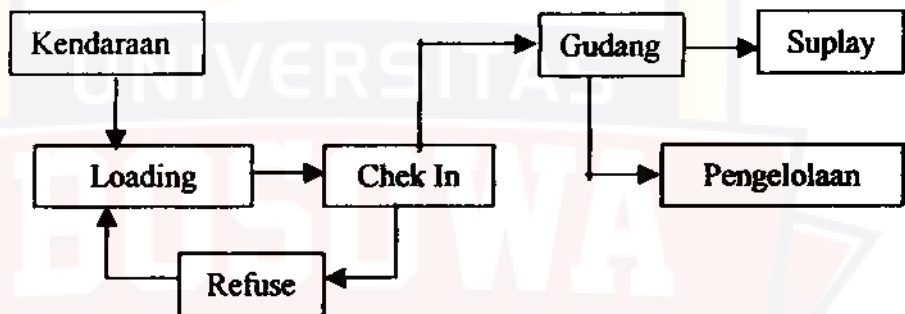 Kendaraan
Gudang
Suplay
UNIVERSITAS
Loading
Chek In
Pengelolaan
BOSOWA
Refuse